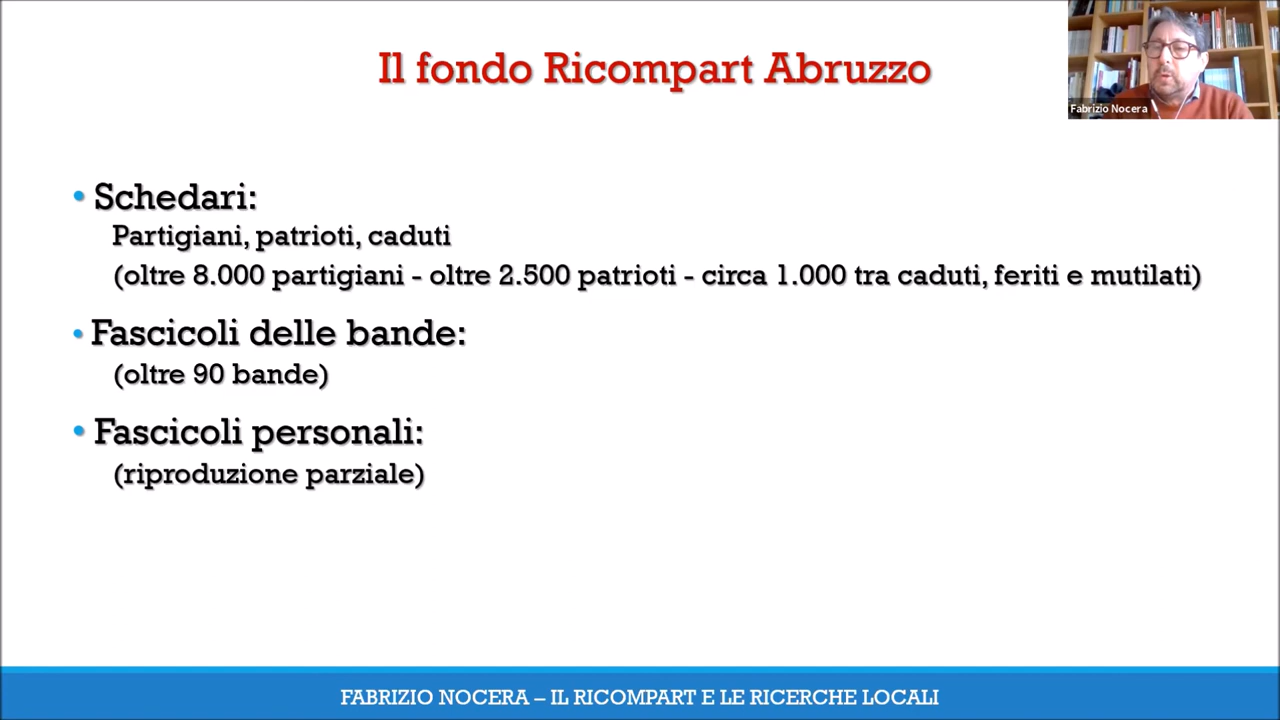 Il fondo Ricompart Abruzzo
Fabrizio Nocera
• Schedari:
Partigiani, patrioti, caduti
(oltre 8.000 partigiani - oltre 2.500 patrioti - circa 1.000 tra caduti, feriti e mutilati)
• Fascicoli delle bande:
(oltre 90 bande)
• Fascicoli personali:
(riproduzione parziale)
FABRIZIO NOCERA – IL RICOMPART E LE RICERCHE LOCALI